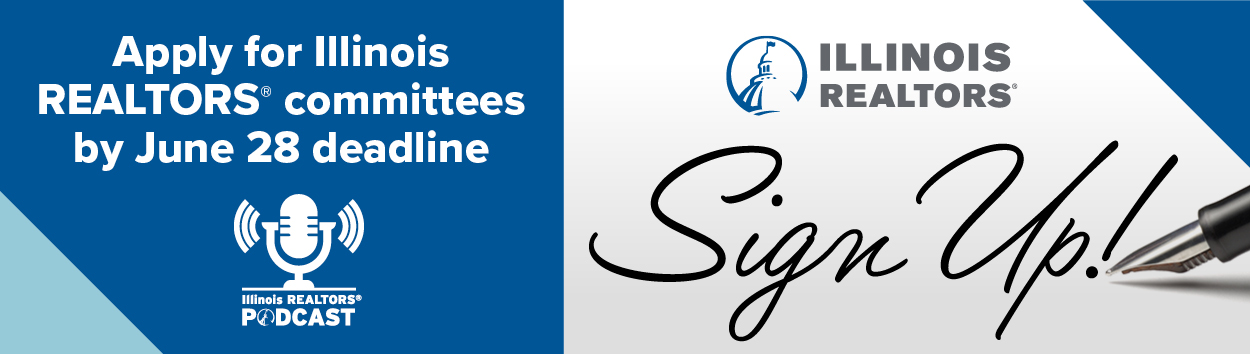 Apply for Illinois
REALTORS® committees
by June 28 deadline
Illinois REALTORS®
PODCAST
ILLINOIS
REALTORS®
Sign Up!